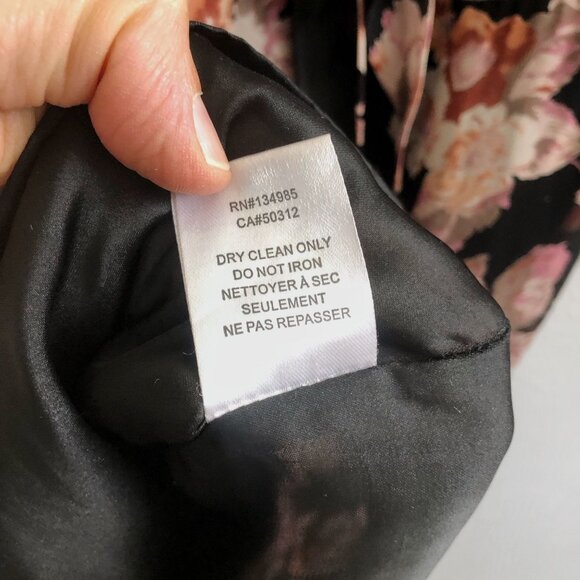 RN#134985
CA#50312
DRY CLEAN ONLY
DO NOT IRON
NETTOYER À SEC
SEULEMENT
NE PAS REPASSER